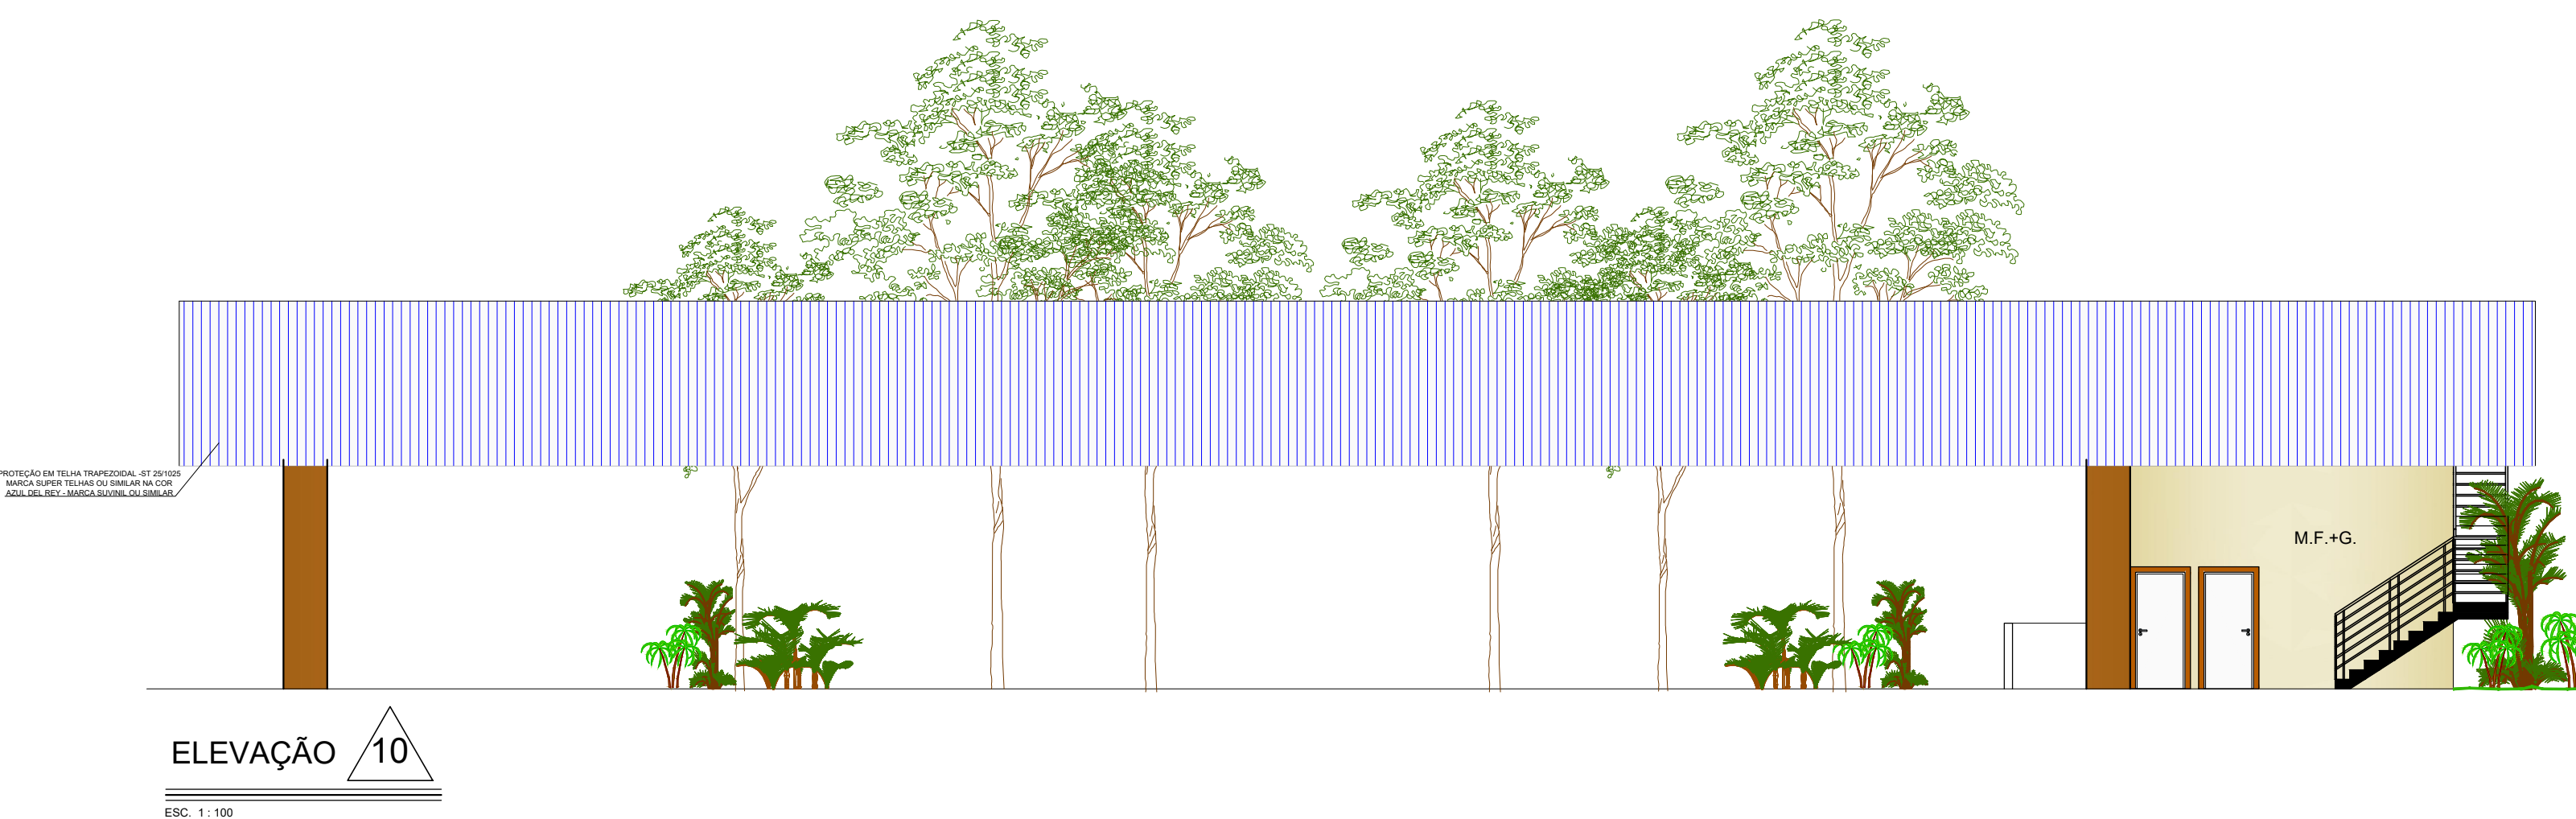 PROTEÇÃO EM TELHA TRAPEZOIDAL -ST 25/1025
MARCA SUPER TELHAS OU SIMILAR NA COR
AZUL DEL REY - MARCA SUVINIL OU SIMILAR
M.F.+G.
ELEVAÇÃO 10
ESC. 1 : 100